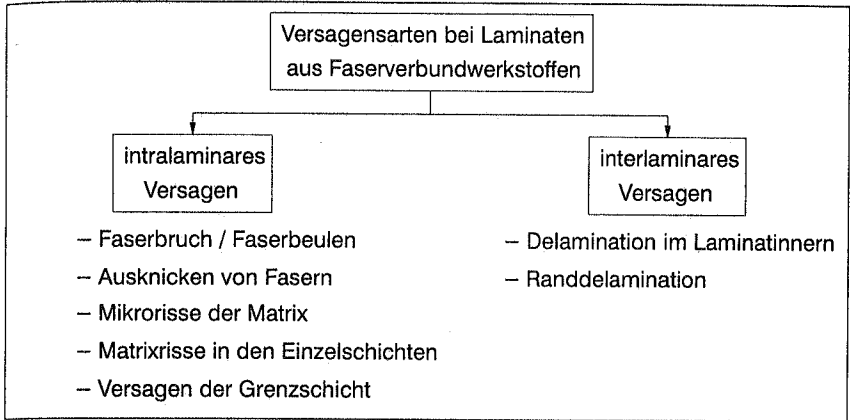 Versagensarten bei Laminaten
aus Faserverbundwerkstoffen
intralaminares
Versagen
interlaminares
Versagen
– Faserbruch / Faserbeulen
– Ausknicken von Fasern
– Mikrorisse der Matrix
– Matrixrisse in den Einzelschichten
– Versagen der Grenzschicht
– Delamination im Laminatinnern
– Randdelamination